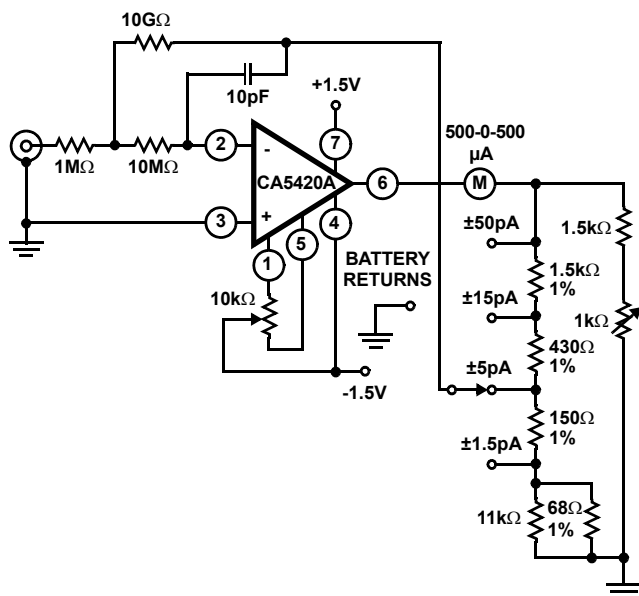 10GΩ
10pF
+1.5V
500-0-500
µA
1MΩ
10MΩ
2
-
7
CA5420A
6
M
3
+
4
5
1
10kΩ
BATTERY
RETURNS
-1.5V
±50pA
1.5kΩ
1.5kΩ
1%
±15pA
1kΩ
430Ω
1%
±5pA
150Ω
1%
±1.5pA
11kΩ
68Ω
1%